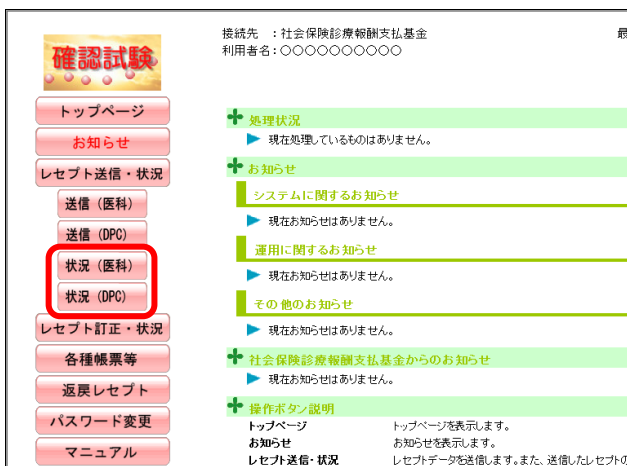 接続先 ：社会保険診療報酬支払基金
利用者名：○○○○○○○○○○
確認試験
トップページ
お知らせ
レセプト送信・状況
送信（医科）
送信（DPC）
状況（医科）
状況（DPC）
レセプト訂正・状況
各種帳票等
返戻レセプト
パスワード変更
マニュアル
処理状況
現在処理しているものはありません。
お知らせ
システムに関するお知らせ
現在お知らせはありません。
運用に関するお知らせ
現在お知らせはありません。
その他のお知らせ
現在お知らせはありません。
社会保険診療報酬支払基金からのお知らせ
現在お知らせはありません。
操作ボタン説明
トップページ トップページを表示します。
お知らせ お知らせを表示します。
レセプト送信・状況 レセプトデータを送信します。また、送信したレセプトの